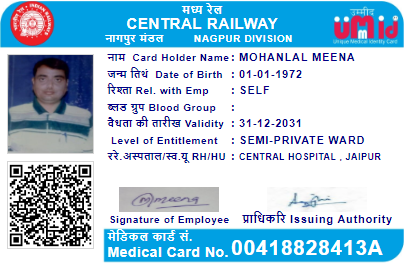 मध्य रेल
CENTRAL RAILWAY
नागपुर मंडल NAGPUR DIVISION
उम्मीद
umid
Unique Medical Identity Card
नाम Card Holder Name : MOHANLAL MEENA
जन्म तिथं Date of Birth : 01-01-1972
रिश्ता Rel. with Emp : SELF
ब्लड ग्रुप Blood Group :
वैधता की तारीख Validity : 31-12-2031
Level of Entitlement : SEMI-PRIVATE WARD
रे.अस्पताल/स्व.यू RH/HU : CENTRAL HOSPITAL , JAIPUR
mmeena
Signature of Employee प्राधिकरि Issuing Authority
मेडिकल कार्ड सं.
Medical Card No. 00418828413A